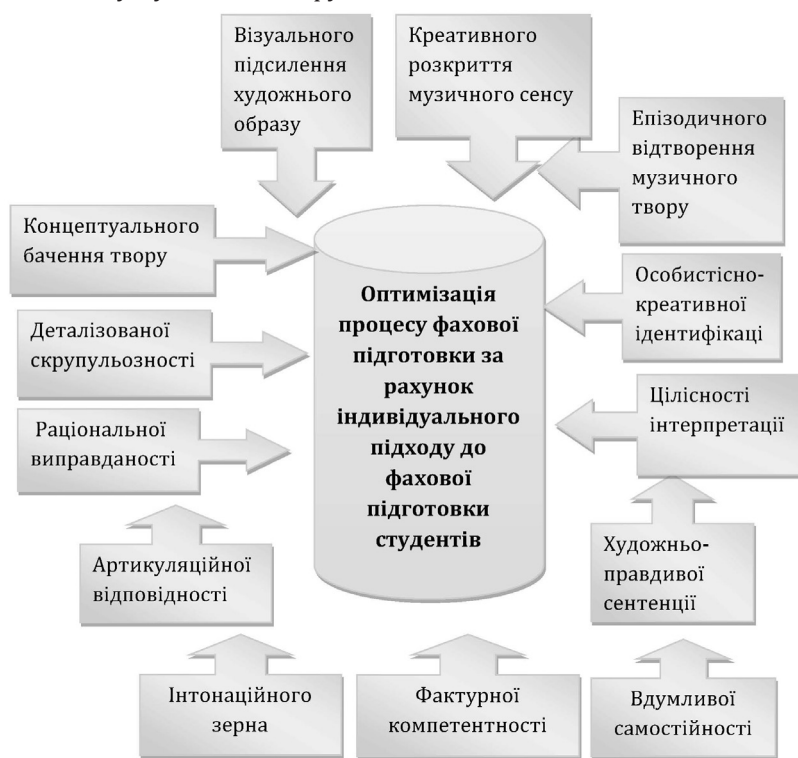 Візуального
підсилення
художнього
образу
Креативного
розкриття
музичного сенсу
Епізодичного
відтворення
музичного
твору
Концептуального
бачення твору
Особистісно-
креативної
ідентифікаці
Деталізованої
скрупульозності
Цілісності
інтерпретації
Раціональної
виправданості
Оптимізація
процесу фахової
підготовки за
рахунок
індивідуального
підходу до
фахової
підготовки
студентів
Артикуляційної
відповідності
Художньо-
правдивої
сентенції
Інтонаційного
зерна
Фактурної
компетентності
Вдумливої
самостійності